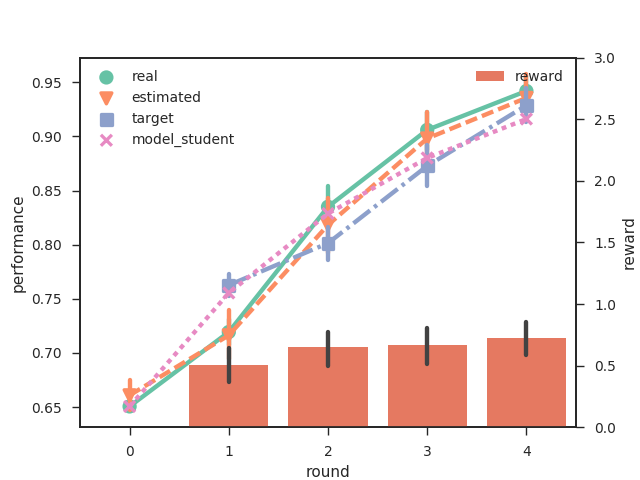 real
estimated
target
model_student
reward
0.95
0.90
0.85
0.80
0.75
0.70
0.65
performance
3.0
2.5
2.0
1.5
1.0
0.5
0.0
reward
0 1 2 3 4
round